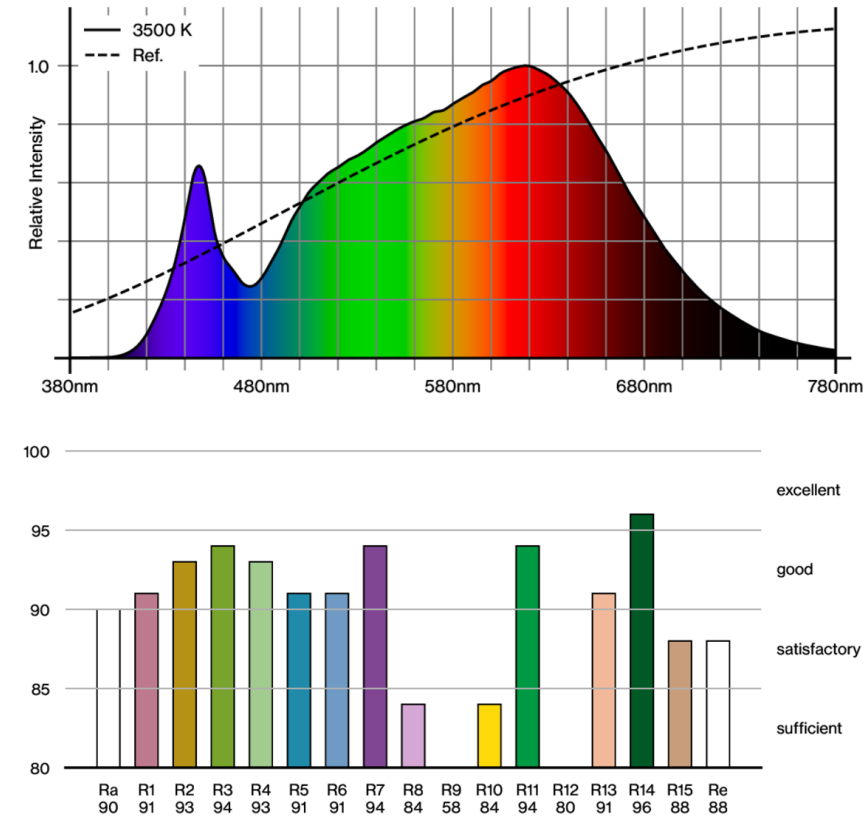 3500 K
Ref.
1.0
Relative Intensity
380nm 480nm 580nm 680nm 780nm
100
excellent
95
good
90
satisfactory
85
sufficient
80
Ra R1 R2 R3 R4 R5 R6 R7 R8 R9 R10 R11 R12 R13 R14 R15 Re
90 91 93 94 93 91 91 94 84 58 84 94 80 91 96 88 88